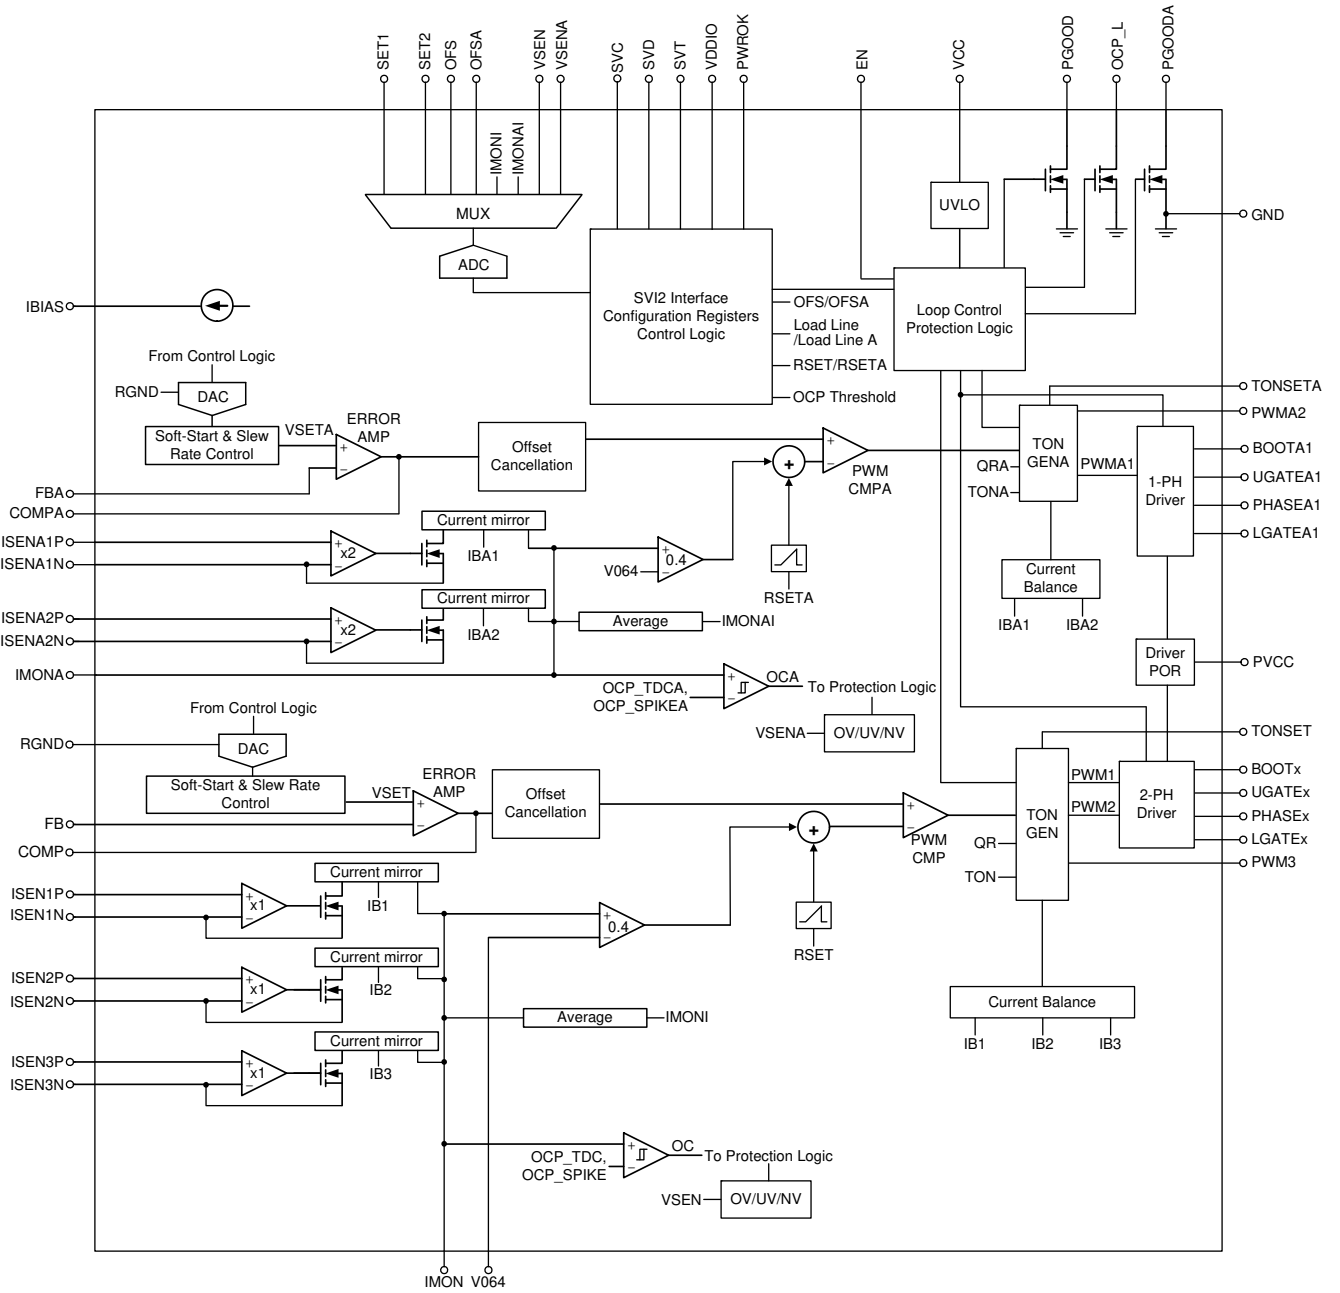 SET1
SET2
OFS
OFSA
VSEN
VSENA
SVC
SVD
SVT
VDDIO
PWROK
EN
VCC
PGOOD
OCP_L
PGOODA
IMONI
IMONAI
MUX
ADC
UVLO
GND
IBIAS
SVI2 Interface
Configuration Registers
Control Logic
OFS/OFSA
Load Line
/Load Line A
RSET/RSETA
OCP Threshold
Loop Control
Protection Logic
From Control Logic
RGND
DAC
Soft-Start & Slew
Rate Control
VSETA
ERROR
AMP
+
−
Offset
Cancellation
FBA
COMPA
+
−
PWM
CMPA
+
RSETA
TON
GENA
QRA
TONA
PWMA1
1-PH
Driver
TONSETA
PWMA2
BOOTA1
UGATEA1
PHASEA1
LGATEA1
ISENA1P
ISENA1N
+
x2
−
Current mirror
IBA1
V064
+
0.4
−
Current
Balance
IBA1
IBA2
ISENA2P
ISENA2N
+
x2
−
Current mirror
IBA2
Average
IMONAI
Driver
POR
PVCC
IMONA
OCP_TDCA,
OCP_SPIKEA
+
−
OCA
To Protection Logic
VSENA
OV/UV/NV
From Control Logic
RGND
DAC
Soft-Start & Slew Rate
Control
VSET
ERROR
AMP
+
−
Offset
Cancellation
FB
COMP
+
−
PWM
CMP
+
RSET
TON
GEN
QR
TON
PWM1
PWM2
2-PH
Driver
TONSET
BOOTx
UGATEx
PHASEx
LGATEx
PWM3
ISEN1P
ISEN1N
+
x1
−
Current mirror
IB1
+
0.4
−
ISEN2P
ISEN2N
+
x1
−
Current mirror
IB2
Average
IMONI
Current Balance
IB1
IB2
IB3
ISEN3P
ISEN3N
+
x1
−
Current mirror
IB3
OCP_TDC,
OCP_SPIKE
+
−
OC
To Protection Logic
VSEN
OV/UV/NV
IMON
V064